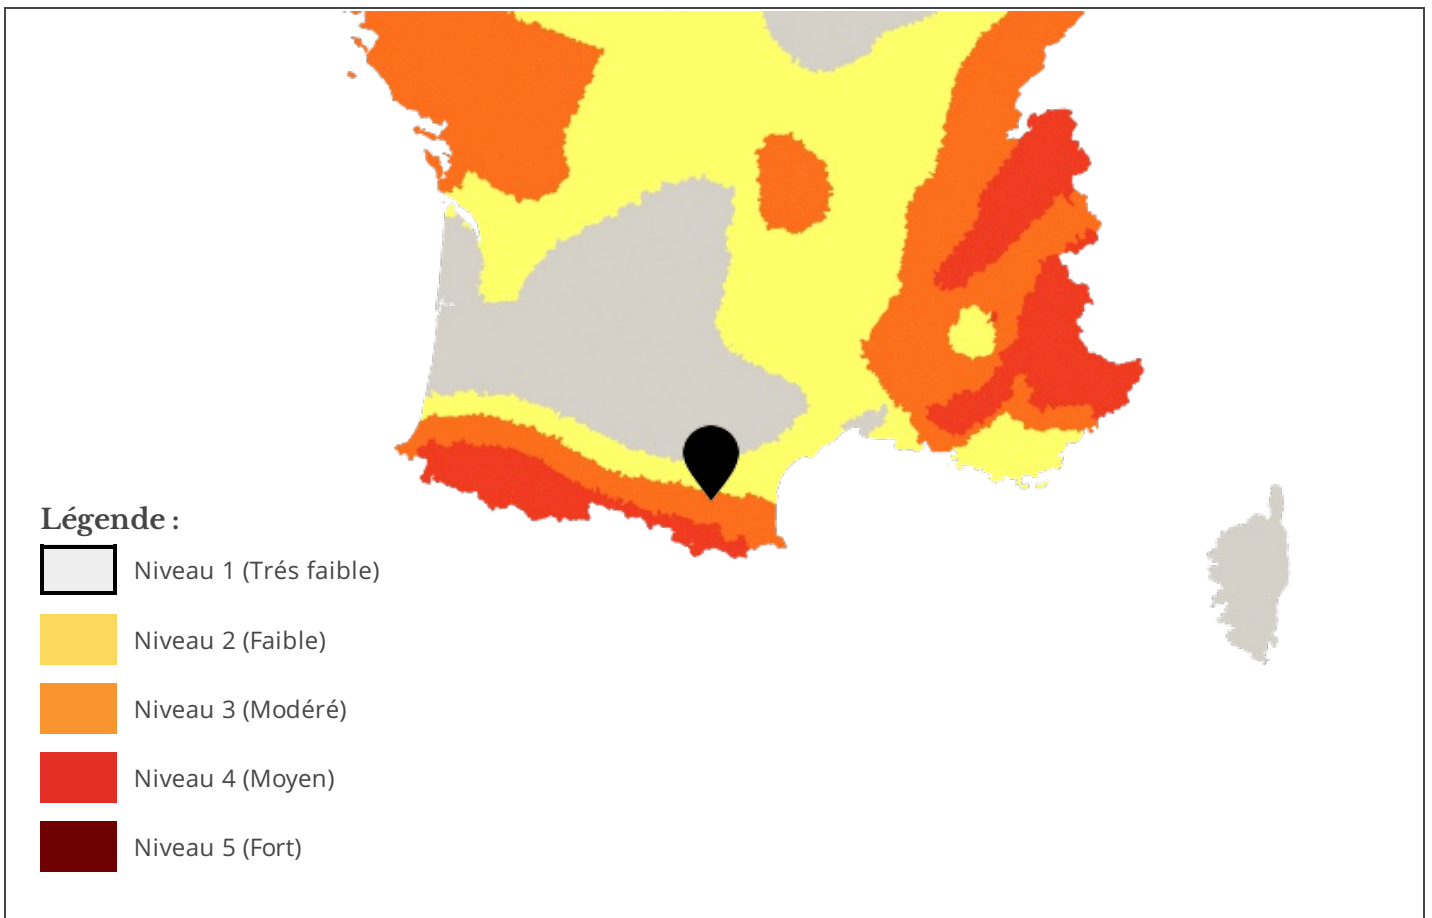 Légende :
Niveau 1 (Trés faible)
Niveau 2 (Faible)
Niveau 3 (Modéré)
Niveau 4 (Moyen)
Niveau 5 (Fort)